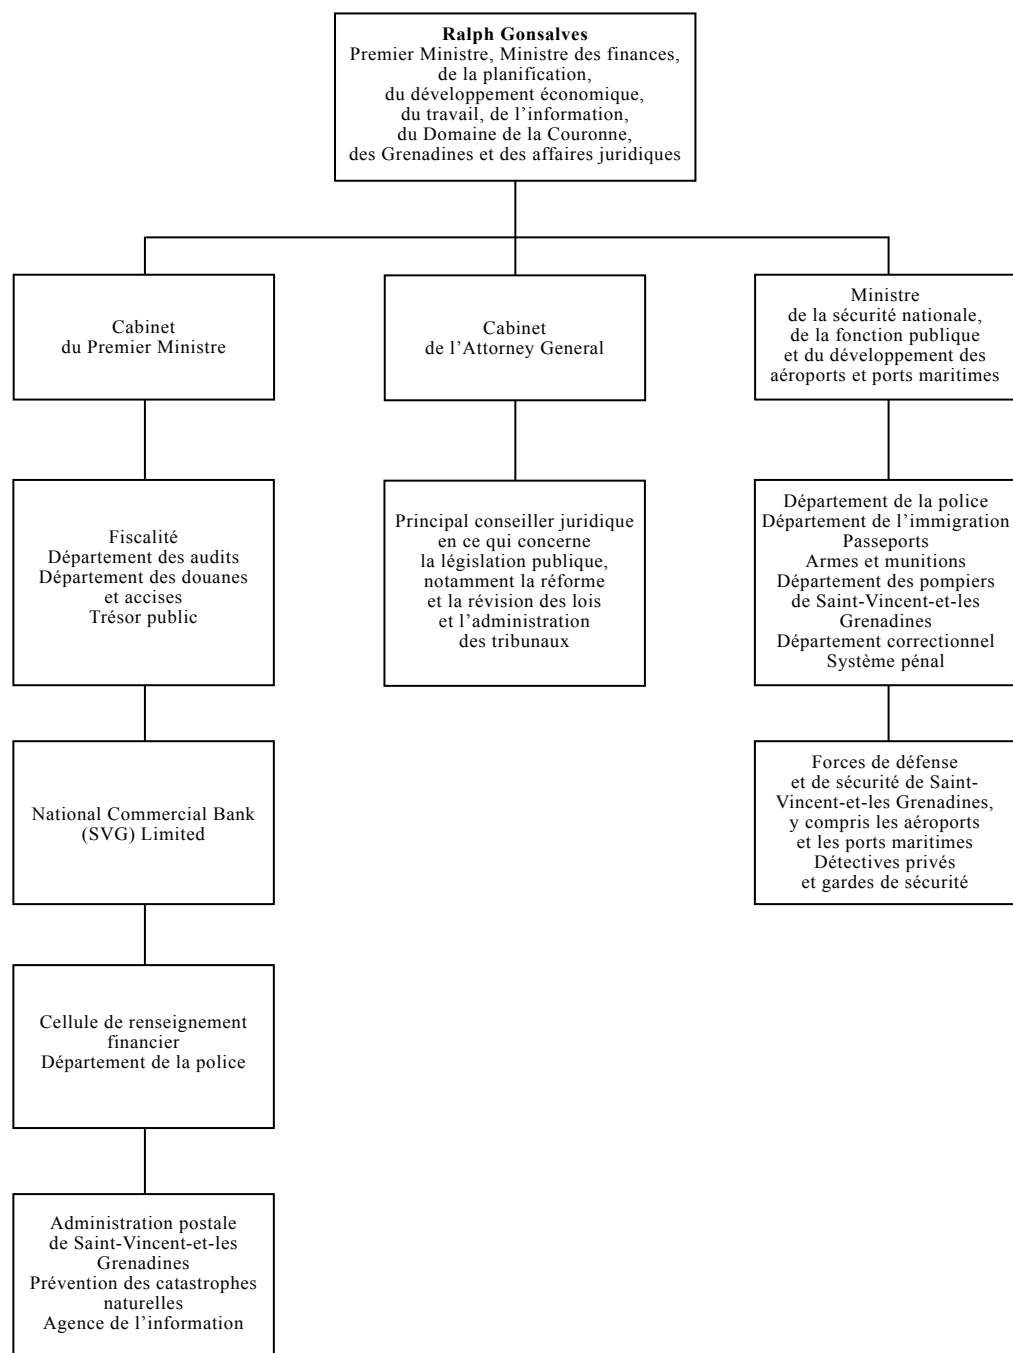 Ralph Gonsalves
Premier Ministre, Ministre des finances,
de la planification,
du développement économique,
du travail, de l’information,
du Domaine de la Couronne,
des Grenadines et des affaires juridiques
Cabinet
du Premier Ministre
Cabinet
de l’Attorney General
Ministre
de la sécurité nationale,
de la fonction publique
et du développement des
aéroports et ports maritimes
Fiscalité
Département des audits
Département des douanes
et accises
Trésor public
Principal conseiller juridique
en ce qui concerne
la législation publique,
notamment la réforme
et la révision des lois
et l’administration
des tribunaux
Département de la police
Département de l’immigration
Passeports
Armes et munitions
Département des pompiers
de Saint-Vincent-et-les
Grenadines
Département correctionnel
Système pénal
National Commercial Bank
(SVG) Limited
Forces de défense
et de sécurité de Saint-
Vincent-et-les Grenadines,
y compris les aéroports
et les ports maritimes
Détectives privés
et gardes de sécurité
Cellule de renseignement
financier
Département de la police
Administration postale
de Saint-Vincent-et-les
Grenadines
Prévention des catastrophes
naturelles
Agence de l’information